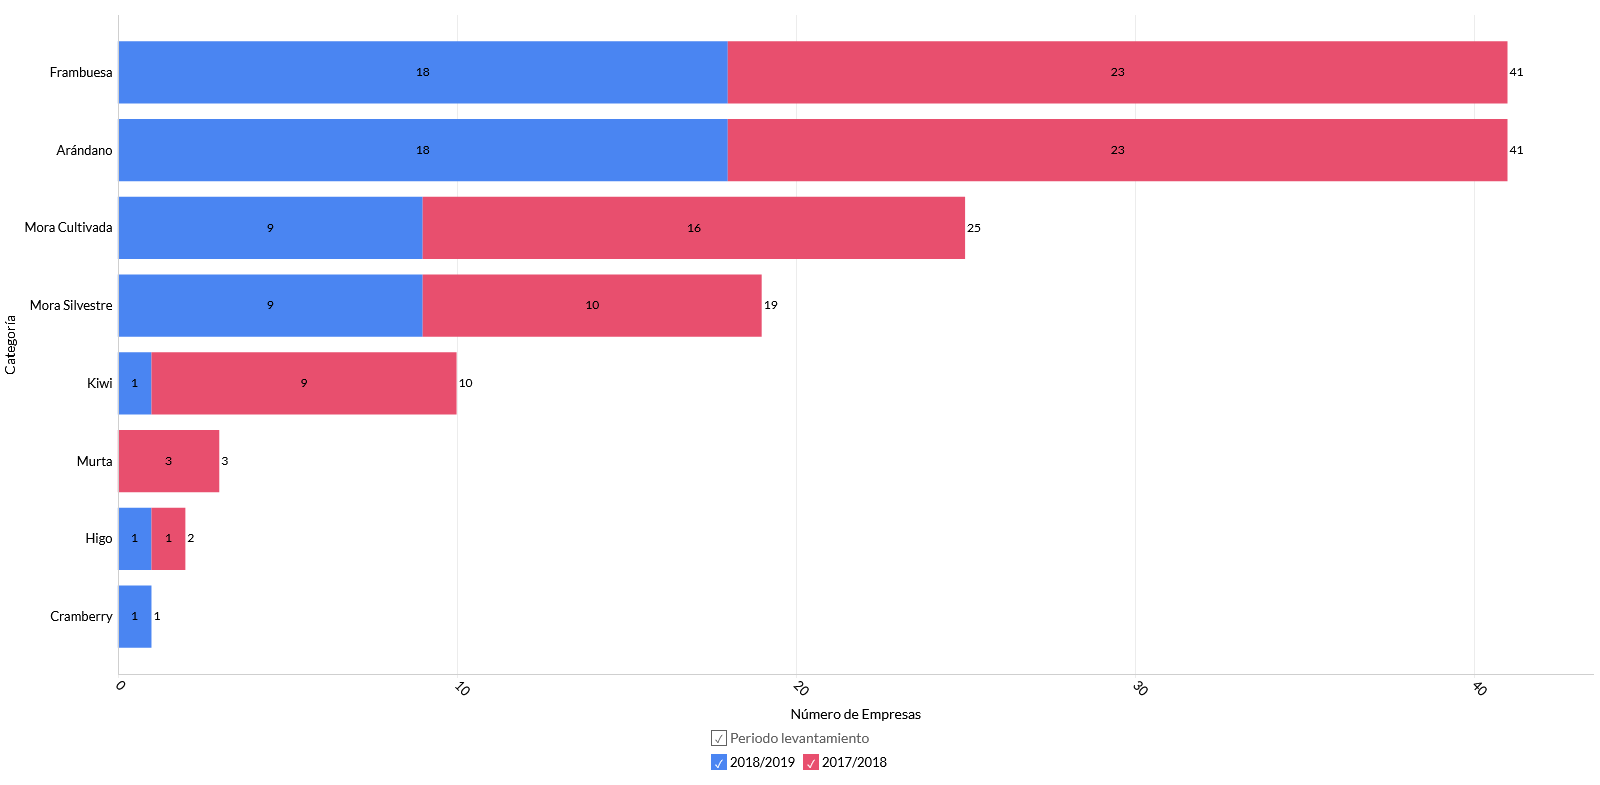 Frambuesa 18 23 41
Arándano 18 23 41
Mora Cultivada 9 16 25
Mora Silvestre 9 10 19
Kiwi 1 9 10
Murta 3 3
Higo 1 1 2
Cramberry 1 1
Categoría
0 10 20 30 40
Número de Empresas
Periodo levantamiento
2018/2019 2017/2018